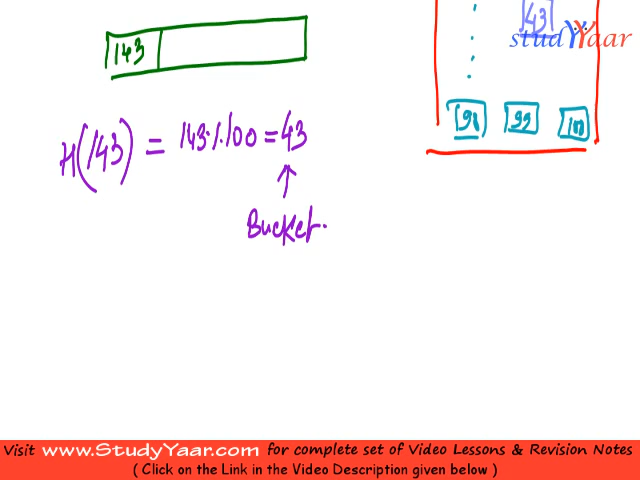 143
43
studYYaar
H(143) = 143 % 100 = 43
98 99 100
Bucket.
Visit www.StudyYaar.com for complete set of Video Lessons & Revision Notes
( Click on the Link in the Video Description given below )